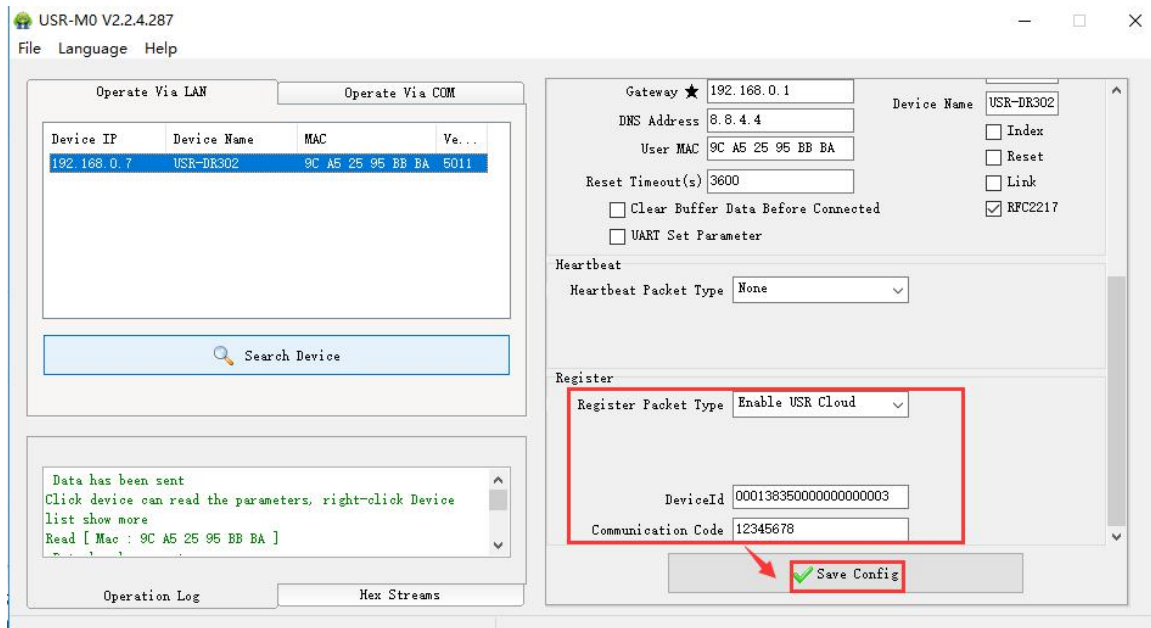 USR-M0 V2.2.4.287
File Language Help
Operate Via LAN
Operate Via COM
Device IP Device Name MAC Ve...
192.168.0.7 USR-DR302 9C A5 25 95 BB BA 5011
Search Device
Data has been sent
Click device can read the parameters, right-click Device
list show more
Read [ Mac : 9C A5 25 95 BB BA ]
Operation Log
Hex Streams
Gateway ★ 192.168.0.1
Device Name USR-DR302
DNS Address 8.8.4.4
Index
User MAC 9C A5 25 95 BB BA
Reset
Reset Timeout(s) 3600
Link
Clear Buffer Data Before Connected
RFC2217
UART Set Parameter
Heartbeat
Heartbeat Packet Type None
Register
Register Packet Type Enable USR Cloud
DeviceId 00013835000000000003
Communication Code 12345678
Save Config